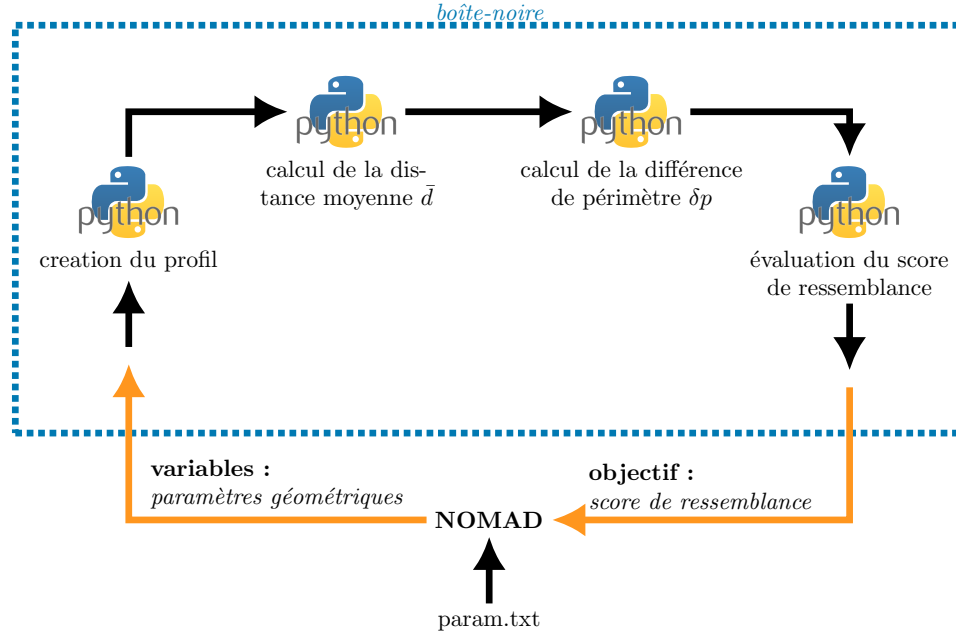 boîte-noire
python
calcul de la dis-
tance moyenne d̄
python
calcul de la différence
de périmètre δp
python
creation du profil
python
évaluation du score
de ressemblance
variables :
paramètres géométriques
objectif :
score de ressemblance
NOMAD
param.txt